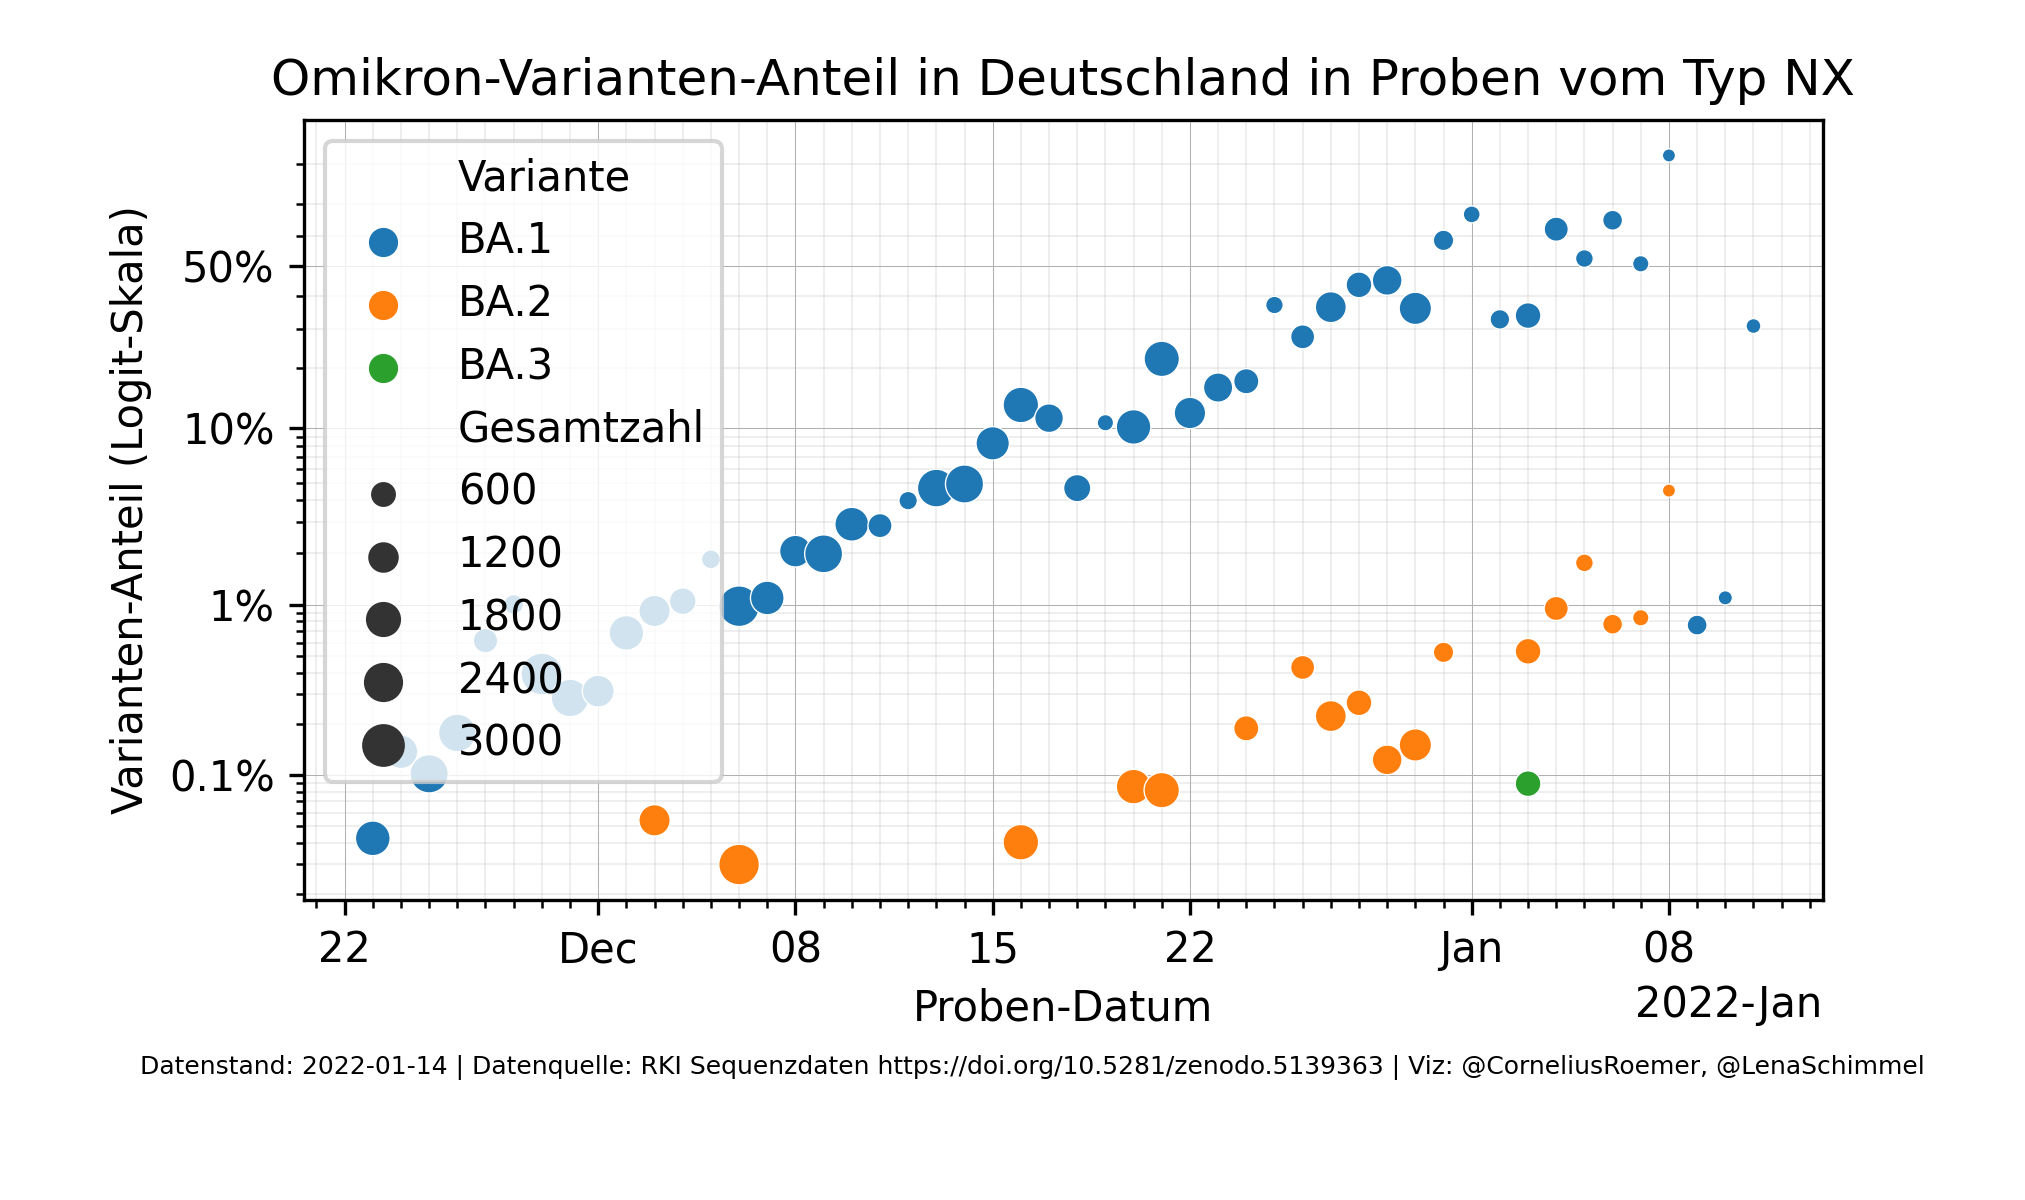 Omikron-Varianten-Anteil in Deutschland in Proben vom Typ NX
Varianten-Anteil (Logit-Skala)
50%
10%
1%
0.1%
Variante
BA.1
BA.2
BA.3
Gesamtzahl
600
1200
1800
2400
3000
22 Dec 08 15 22 Jan 08
2022-Jan
Proben-Datum
Datenstand: 2022-01-14 | Datenquelle: RKI Sequenzdaten https://doi.org/10.5281/zenodo.5139363 | Viz: @CorneliusRoemer, @LenaSchimmel